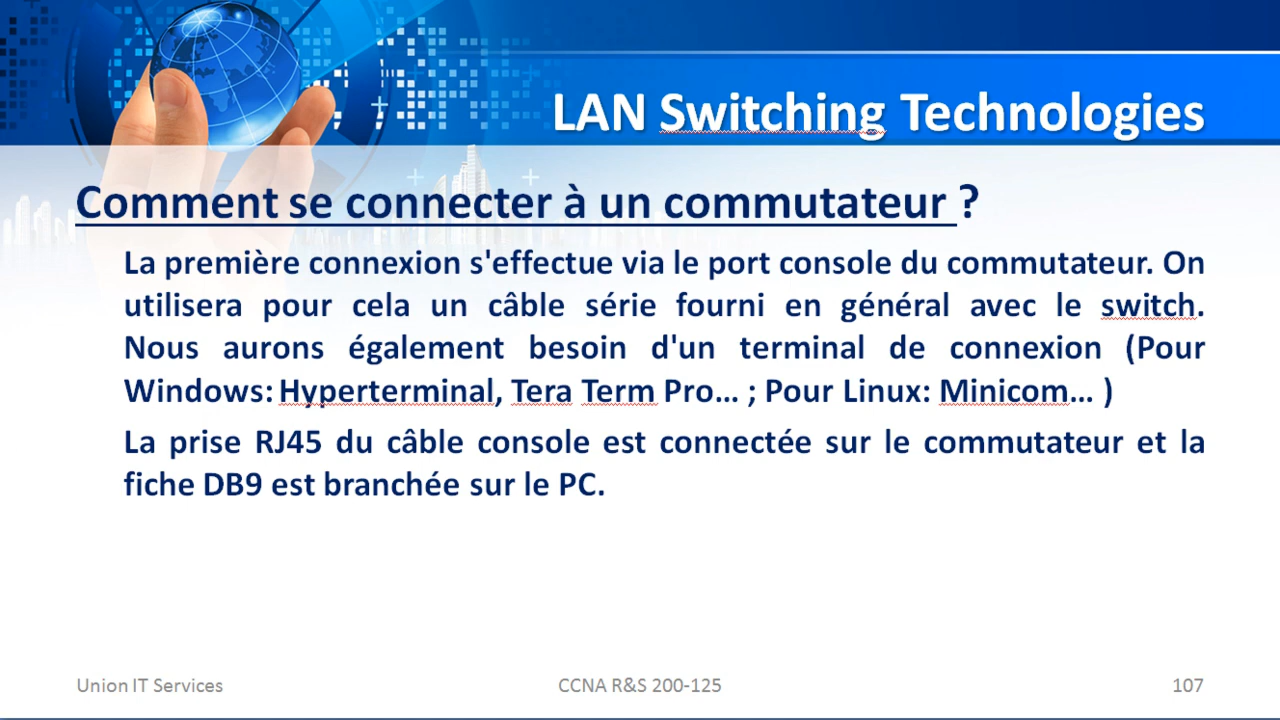 LAN Switching Technologies
Comment se connecter à un commutateur ?
La première connexion s'effectue via le port console du commutateur. On
utilisera pour cela un câble série fourni en général avec le switch.
Nous aurons également besoin d'un terminal de connexion (Pour
Windows: Hyperterminal, Tera Term Pro... ; Pour Linux: Minicom... )
La prise RJ45 du câble console est connectée sur le commutateur et la
fiche DB9 est branchée sur le PC.
Union IT Services
CCNA R&S 200-125
107